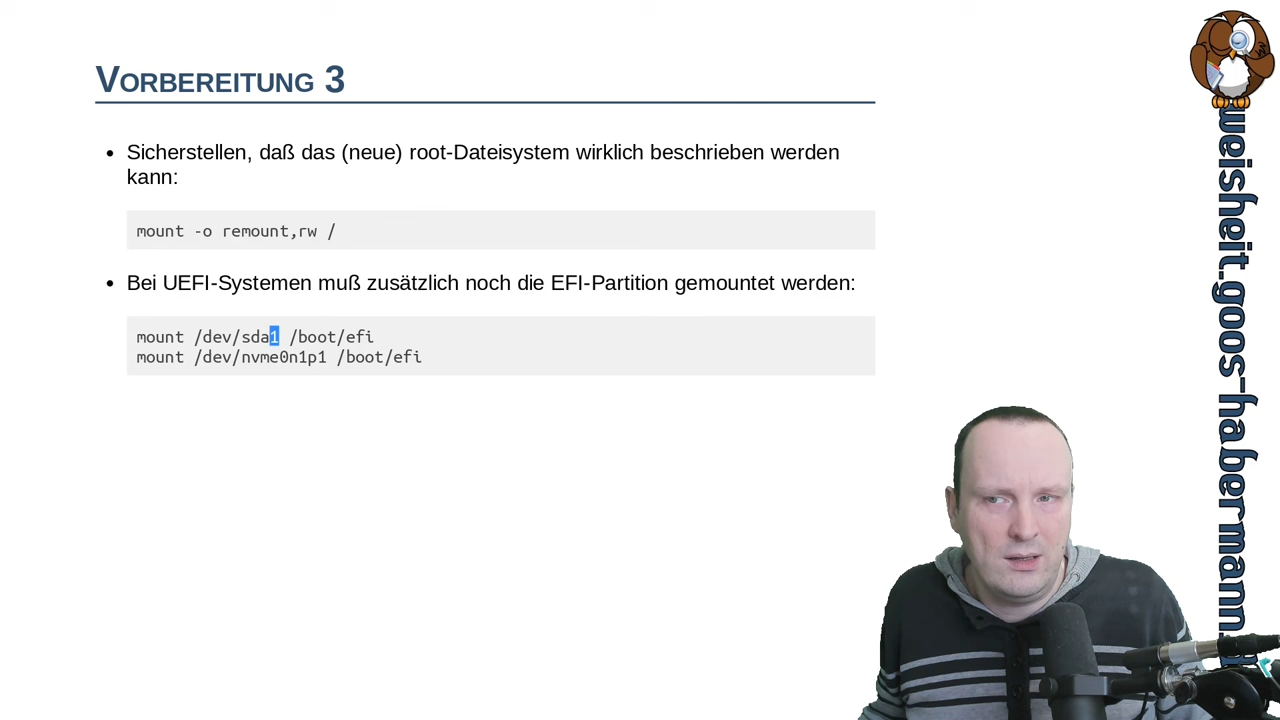 VORBEREITUNG 3
• Sicherstellen, daß das (neue) root-Dateisystem wirklich beschrieben werden
kann:
mount -o remount,rw /
• Bei UEFI-Systemen muß zusätzlich noch die EFI-Partition gemountet werden:
mount /dev/sda1 /boot/efi
mount /dev/nvme0n1p1 /boot/efi
weisheit.goos-habermann.d